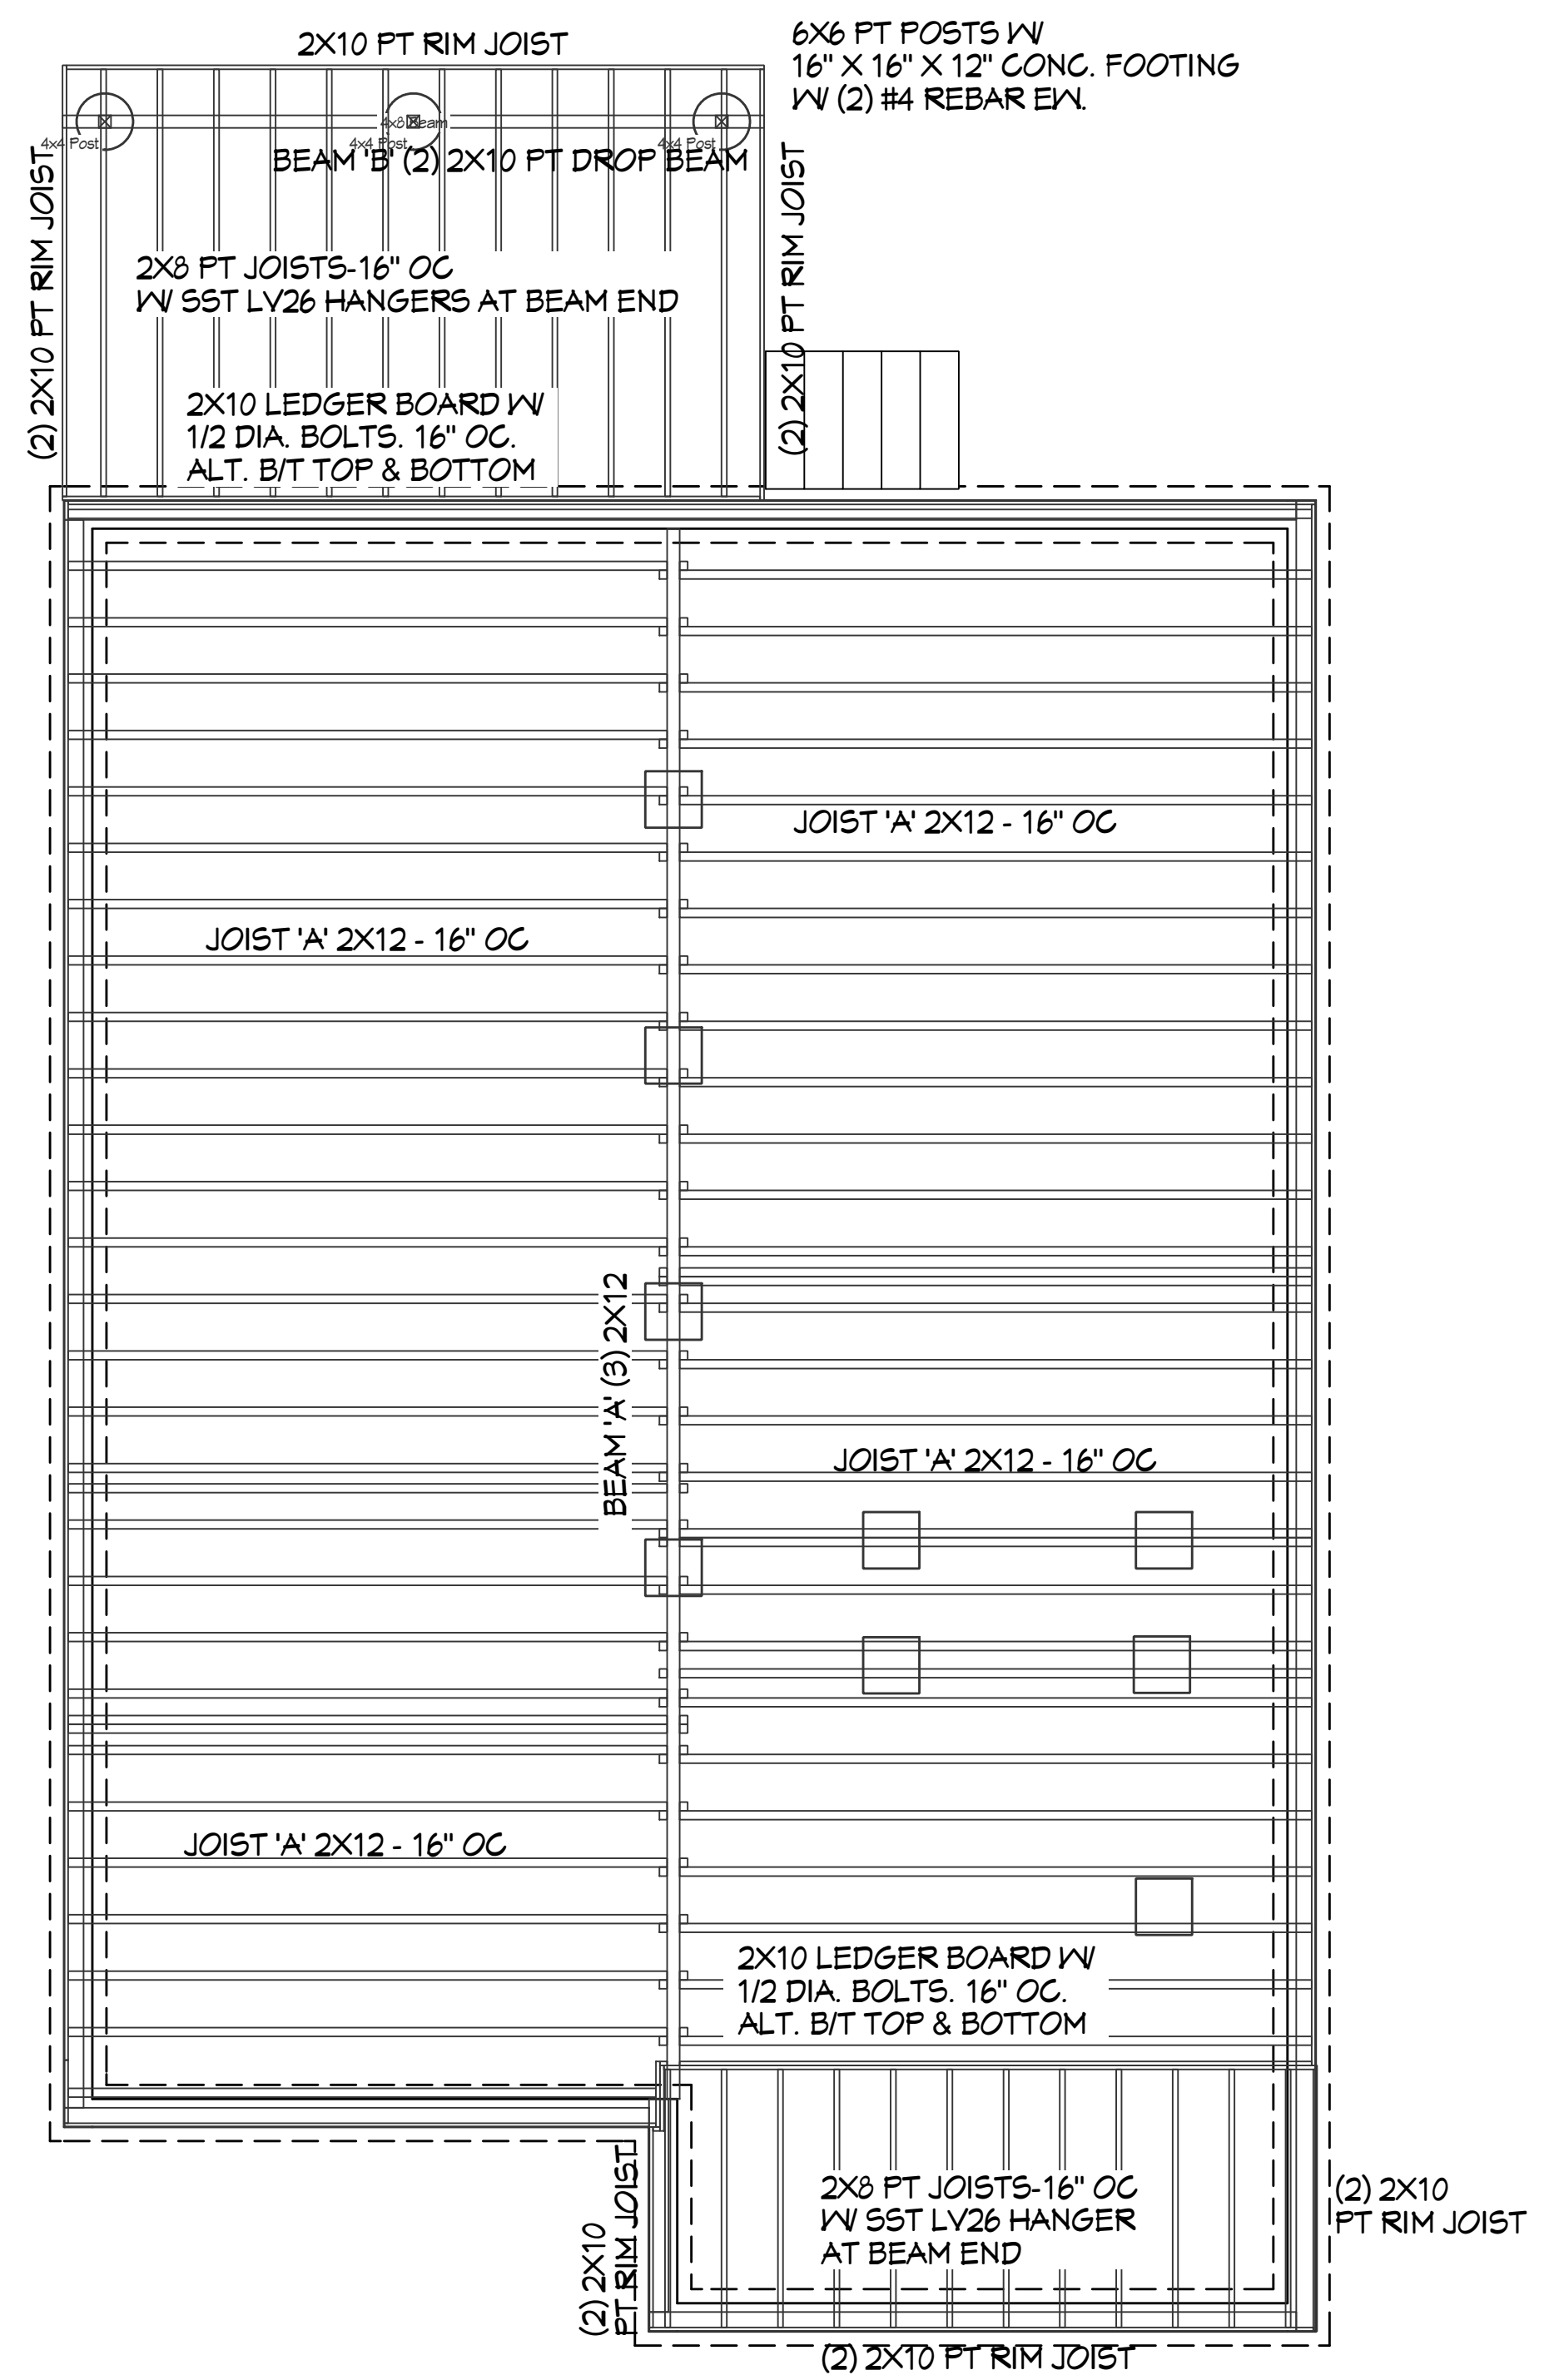 2X10 PT RIM JOIST
6X6 PT POSTS W/
16" X 16" X 12" CONC. FOOTING
W/ (2) #4 REBAR EW.
4x8 Beam
4x4 Post
4x4 Post
4x4 Post
BEAM 'B' (2) 2X10 PT DROP BEAM
(2) 2X10 PT RIM JOIST
(2) 2X10 PT RIM JOIST
2X8 PT JOISTS-16" OC
W/ SST LV26 HANGERS AT BEAM END
2X10 LEDGER BOARD W/
1/2 DIA. BOLTS. 16" OC.
ALT. B/T TOP & BOTTOM
JOIST 'A' 2X12 - 16" OC
JOIST 'A' 2X12 - 16" OC
BEAM 'A' (3) 2X12
JOIST 'A' 2X12 - 16" OC
JOIST 'A' 2X12 - 16" OC
2X10 LEDGER BOARD W/
1/2 DIA. BOLTS. 16" OC.
ALT. B/T TOP & BOTTOM
(2) 2X10
PT RIM JOIST
2X8 PT JOISTS-16" OC
W/ SST LV26 HANGER
AT BEAM END
(2) 2X10
PT RIM JOIST
(2) 2X10 PT RIM JOIST